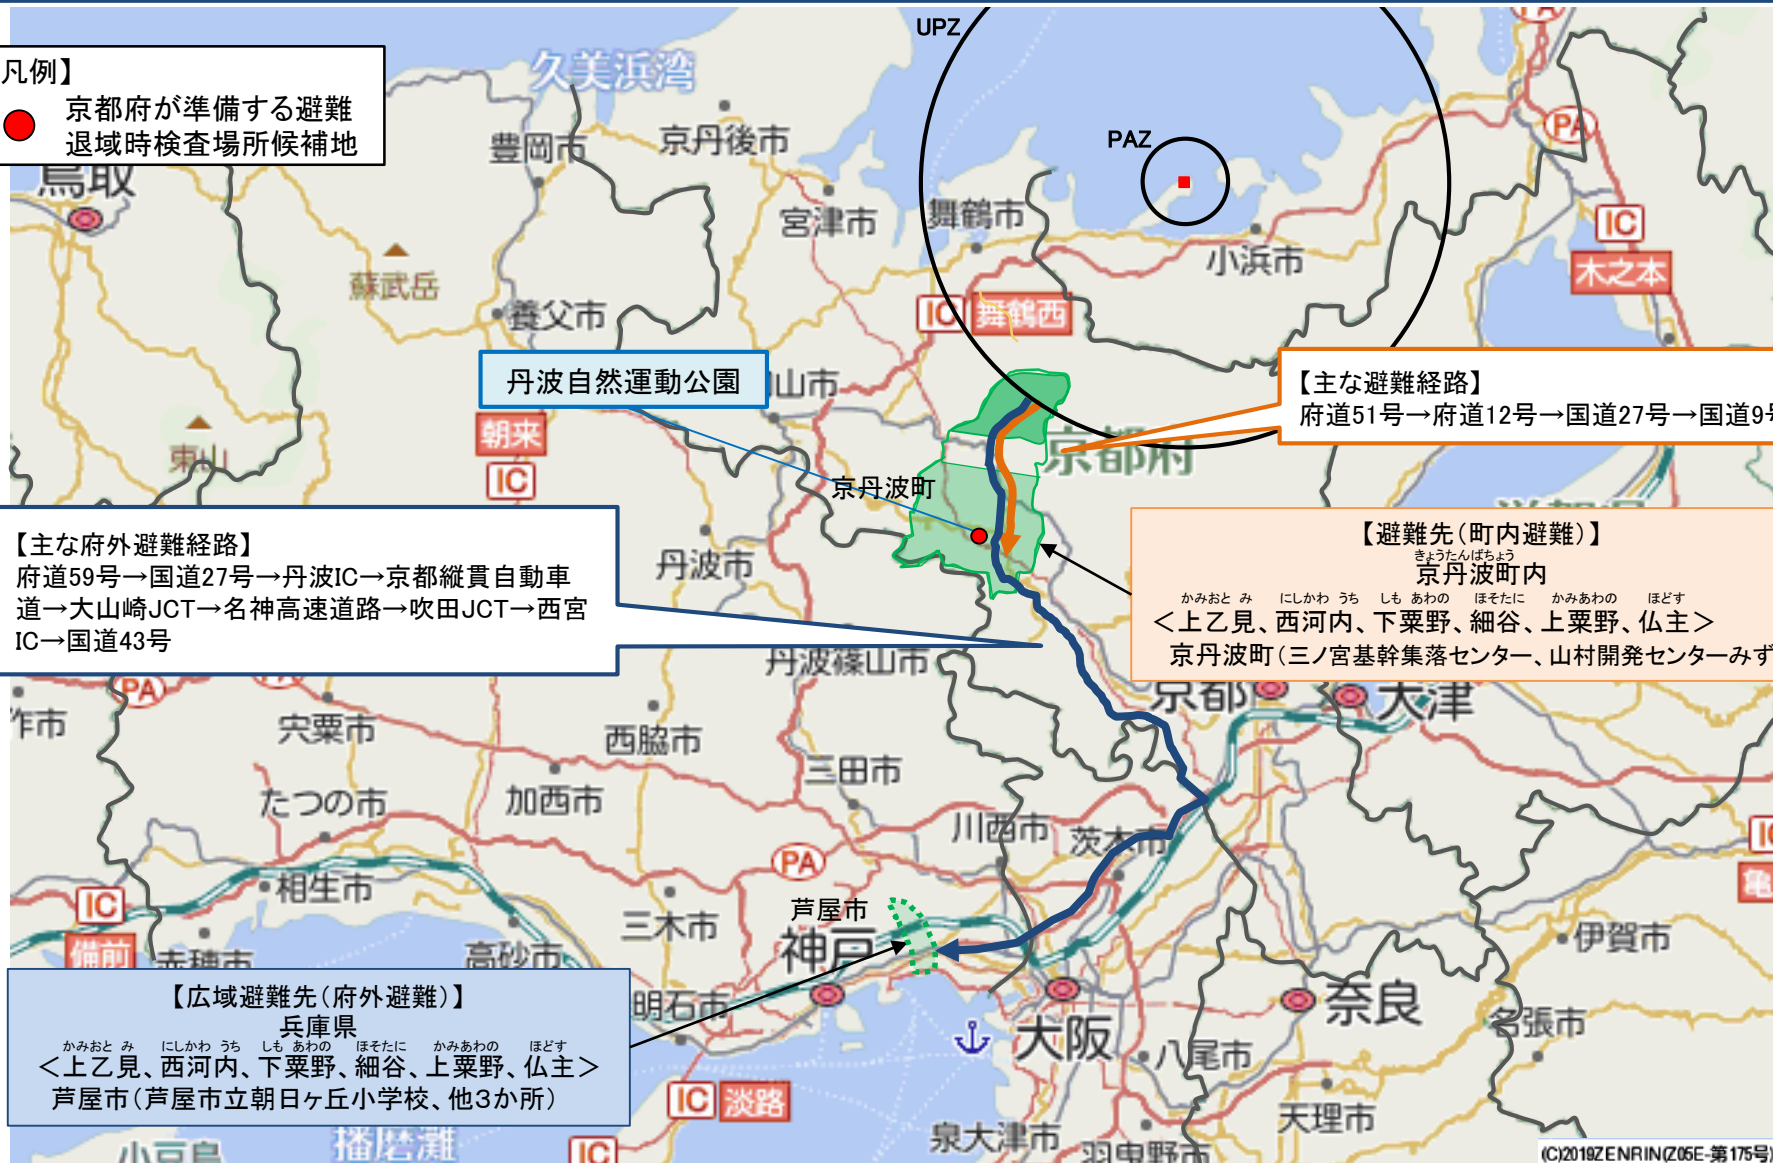 凡例】
京都府が準備する避難
退域時検査場所候補地
UPZ
久美浜湾
PA
豊岡市
京丹後市
PAZ
PA
鳥取
宮津市
舞鶴市
IC
小浜市
木之本
蘇武岳
養父市
IC 舞鶴西
丹波自然運動公園
山市
【主な避難経路】
府道51号→府道12号→国道27号→国道9号
朝来
IC
東山
京都府
京丹波町
【主な府外避難経路】
府道59号→国道27号→丹波IC→京都縦貫自動車
道→大山崎JCT→名神高速道路→吹田JCT→西宮
IC→国道43号
丹波市
【避難先(町内避難)】
きょうたんばちょう
京丹波町内
かみおと み にしかわ うち しも あわの ほそたに かみあわの ほどす
<上乙見、西河内、下粟野、細谷、上粟野、仏主>
京丹波町(三ノ宮基幹集落センター、山村開発センターみず
丹波篠山市
PA
京都
大津
作市
宍粟市
西脇市
三田市
たつの市
加西市
川西市
茨木市
IC
亀
PA
相生市
IC
備前
三木市
芦屋市
神戸
伊賀市
赤穂市
高砂市
明石市
奈良
名張市
大阪
八尾市
【広域避難先(府外避難)】
兵庫県
かみおと み にしかわ うち しも あわの ほそたに かみあわの ほどす
<上乙見、西河内、下粟野、細谷、上粟野、仏主>
芦屋市(芦屋市立朝日ヶ丘小学校、他3か所)
IC 淡路
天理市
小豆島
播磨灘
IC
泉大津市
羽曳野市
(C)2019ZENRIN(Z05E-第175号)